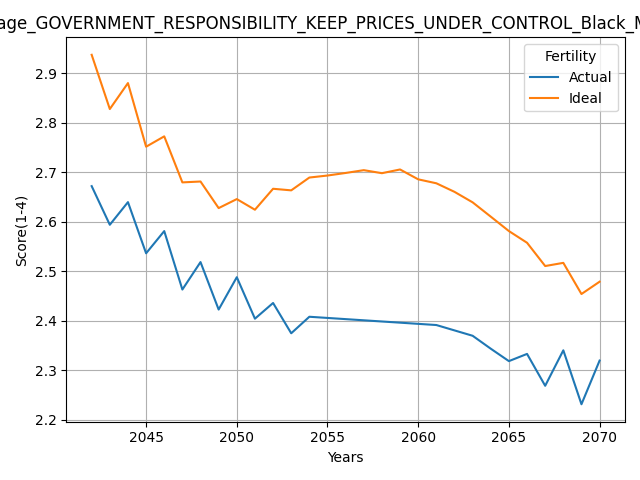 age_GOVERNMENT_RESPONSIBILITY_KEEP_PRICES_UNDER_CONTROL_Black_M
Fertility
Actual
Ideal
Score(1-4)
2.9
2.8
2.7
2.6
2.5
2.4
2.3
2.2
2045
2050
2055
2060
2065
2070
Years